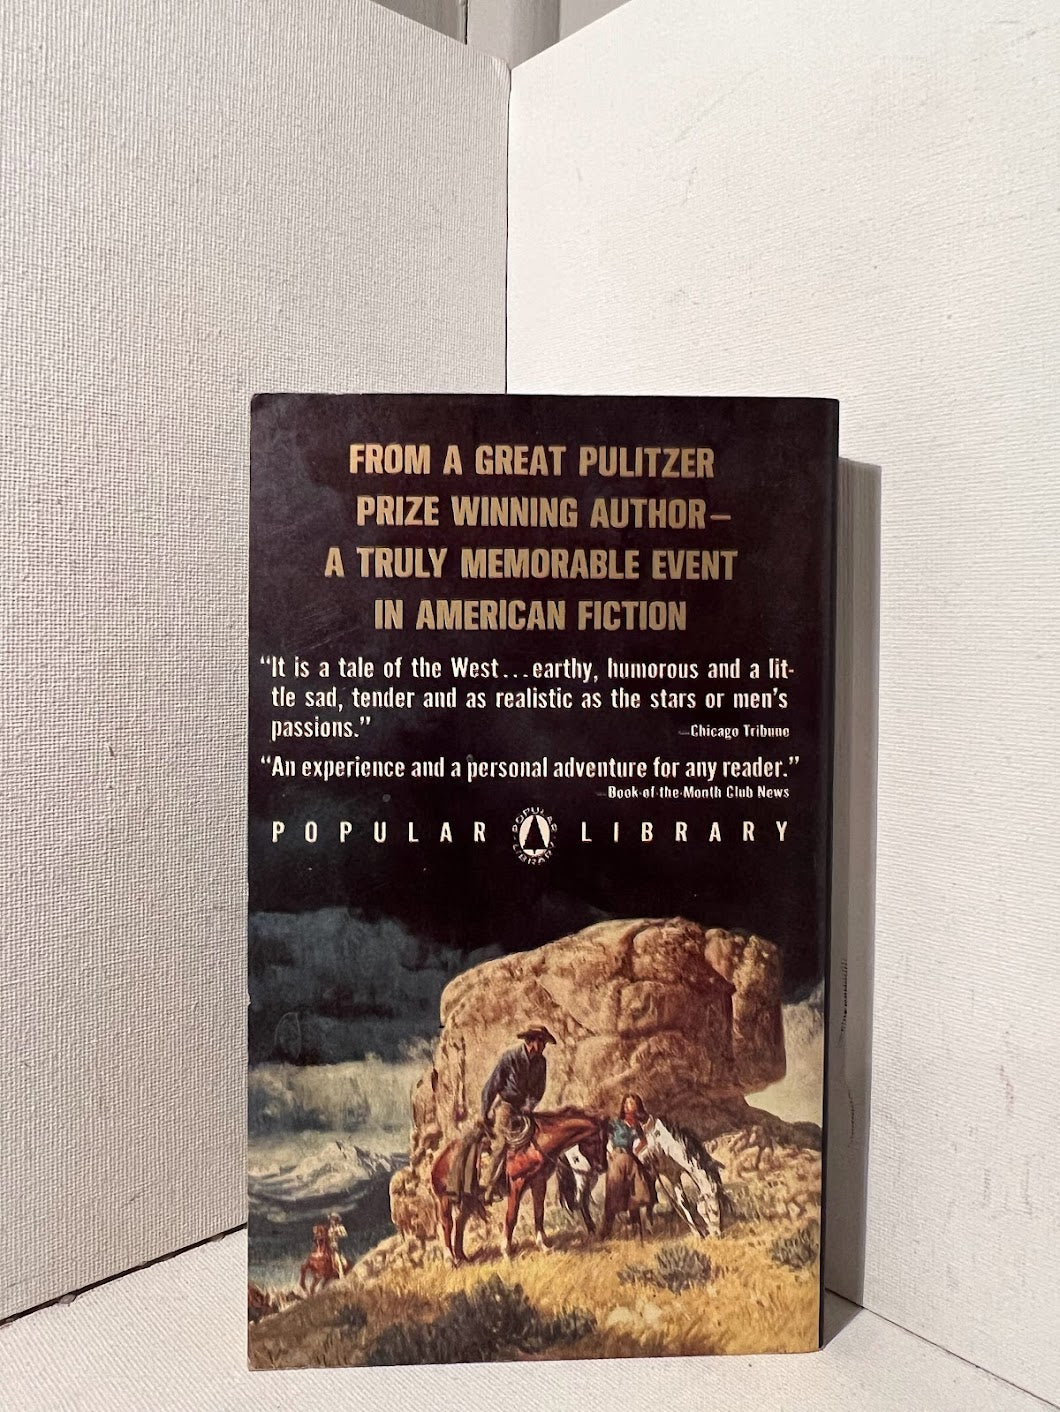 FROM A GREAT PULITZER
PRIZE WINNING AUTHOR—
A TRULY MEMORABLE EVENT
IN AMERICAN FICTION
“It is a tale of the West...earthy, humorous and a lit-
tle sad, tender and as realistic as the stars or men’s
passions.”
—Chicago Tribune
“An experience and a personal adventure for any reader.”
—Book-of-the-Month Club News
POPULAR POPULAR LIBRARY LIBRARY